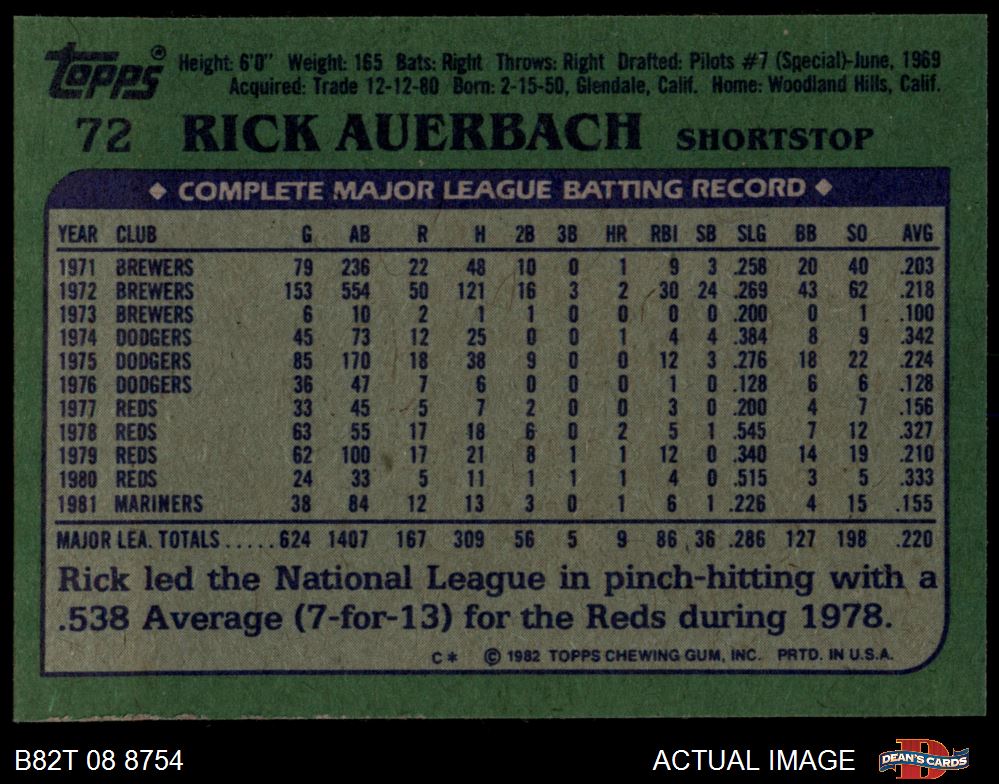 Topps® Height: 6'0" Weight: 165 Bats: Right Throws: Right Drafted: Pilots #7 (Special)-June, 1969
Acquired: Trade 12-12-80 Born: 2-15-50, Glendale, Calif. Home: Woodland Hills, Calif.
72 RICK AUERBACH SHORTSTOP
◆ COMPLETE MAJOR LEAGUE BATTING RECORD ◆
YEAR CLUB G AB R H 2B 3B HR RBI SB SLG BB SO AVG
1971 BREWERS 79 236 22 48 10 0 1 9 3 .258 20 40 .203
1972 BREWERS 153 554 50 121 16 3 2 30 24 .269 43 62 .218
1973 BREWERS 6 10 2 1 1 0 0 0 0 .200 0 1 .100
1974 DODGERS 45 73 12 25 0 0 1 4 4 .384 8 9 .342
1975 DODGERS 85 170 18 38 9 0 0 12 3 .276 18 22 .224
1976 DODGERS 36 47 7 6 0 0 0 1 0 .128 6 6 .128
1977 REDS 33 45 5 7 2 0 0 3 0 .200 4 7 .156
1978 REDS 63 55 17 18 6 0 2 5 1 .545 7 12 .327
1979 REDS 62 100 17 21 8 1 1 12 0 .340 14 19 .210
1980 REDS 24 33 5 11 1 1 1 4 0 .515 3 5 .333
1981 MARINERS 38 84 12 13 3 0 1 6 1 .226 4 15 .155
MAJOR LEA. TOTALS.....624 1407 167 309 56 5 9 86 36 .286 127 198 .220
Rick led the National League in pinch-hitting with a
.538 Average (7-for-13) for the Reds during 1978.
C* © 1982 TOPPS CHEWING GUM, INC. PRTD. IN U.S.A.
B82T 08 8754 ACTUAL IMAGE DEAN'S CARDS